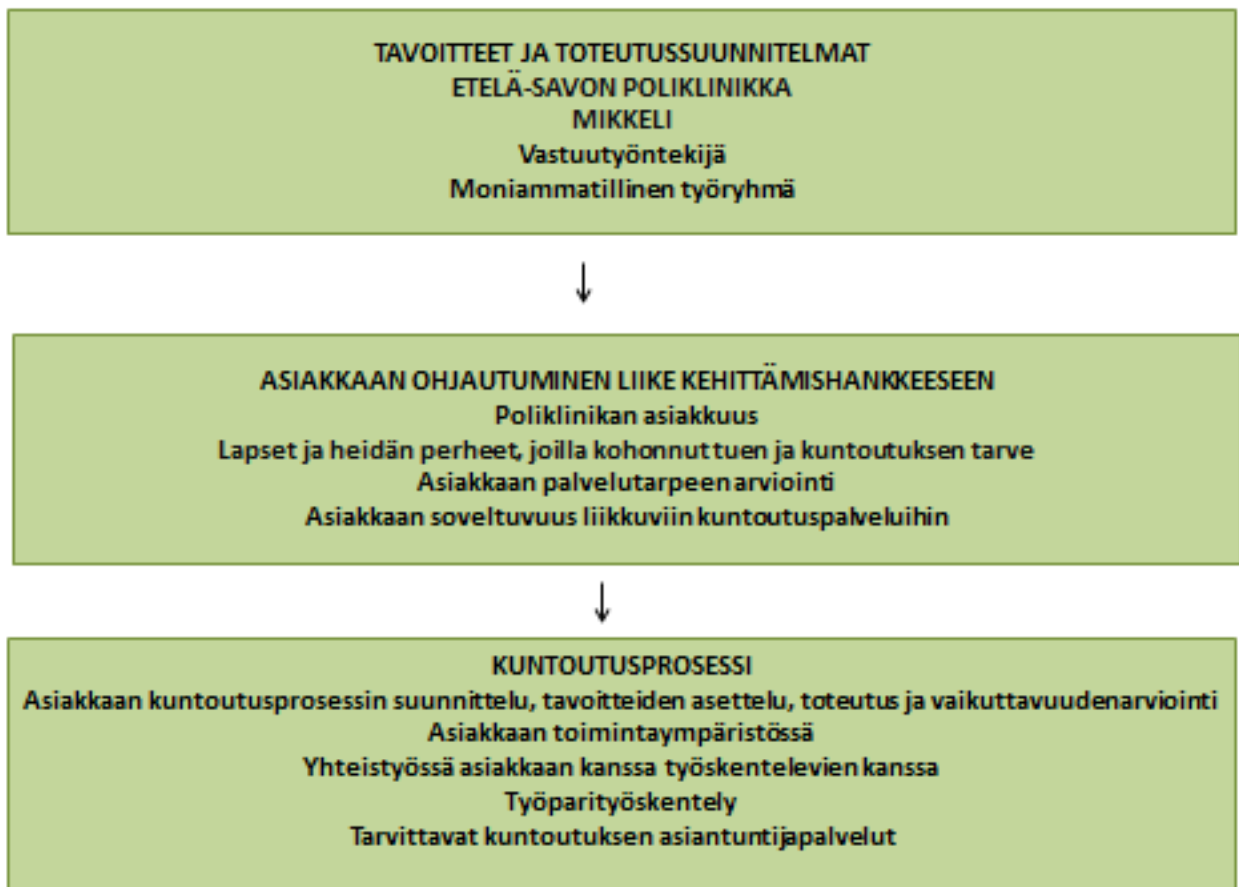 TAVOITTEET JA TOTEUTUSSUUNNITELMAT
ETELÄ-SAVON POLIKLINIKKA
MIKKELI
Vastuutyöntekijä
Moniammatillinen työryhmä
↓
ASIAKKAAN OHJAUTUMINEN LIIKE KEHITTÄMISHANKKEESEEN
Poliklinikan asiakkuus
Lapset ja heidän perheet, joilla kohonnut tuen ja kuntoutuksen tarve
Asiakkaan palvelutarpeen arviointi
Asiakkaan soveltuvuus liikkuviin kuntoutuspalveluihin
↓
KUNTOUTUSPROSESSI
Asiakkaan kuntoutusprosessin suunnittelu, tavoitteiden asettelu, toteutus ja vaikuttavuudenarviointi
Asiakkaan toimintaympäristössä
Yhteistyössä asiakkaan kanssa työskentelevien kanssa
Työparityöskentely
Tarvittavat kuntoutuksen asiantuntijapalvelut